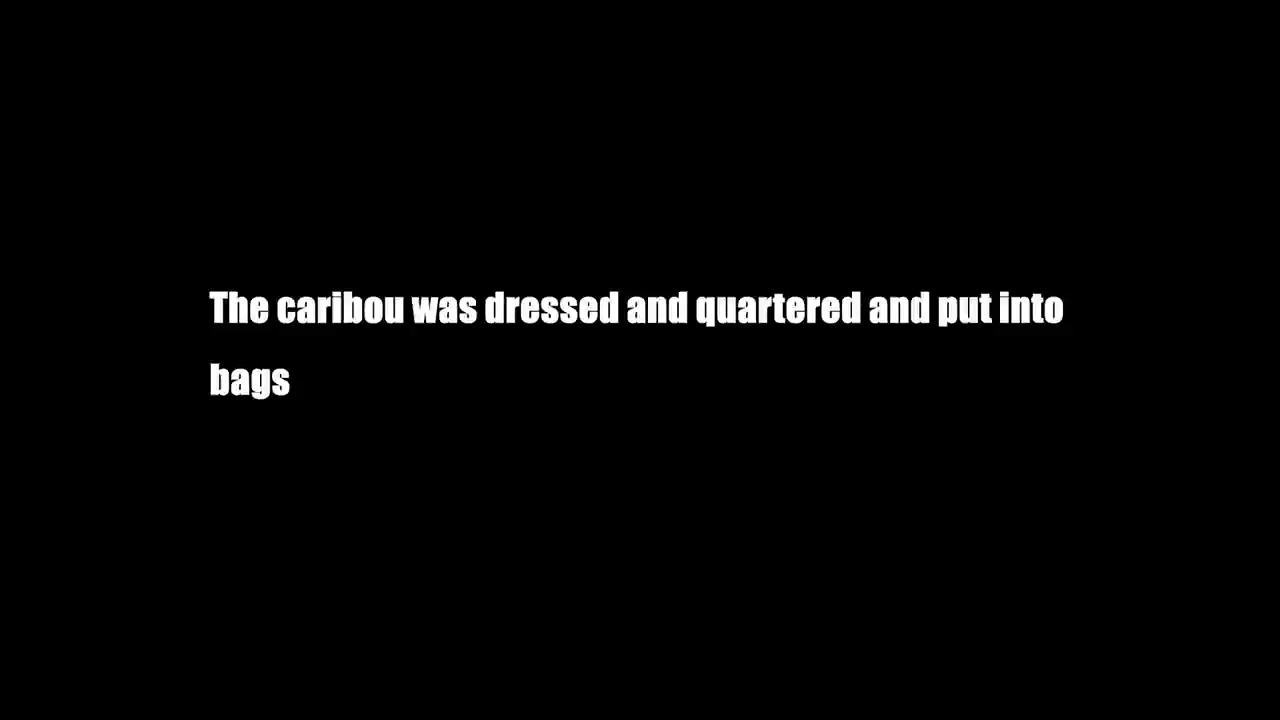 The caribou was dressed and quartered and put into
bags